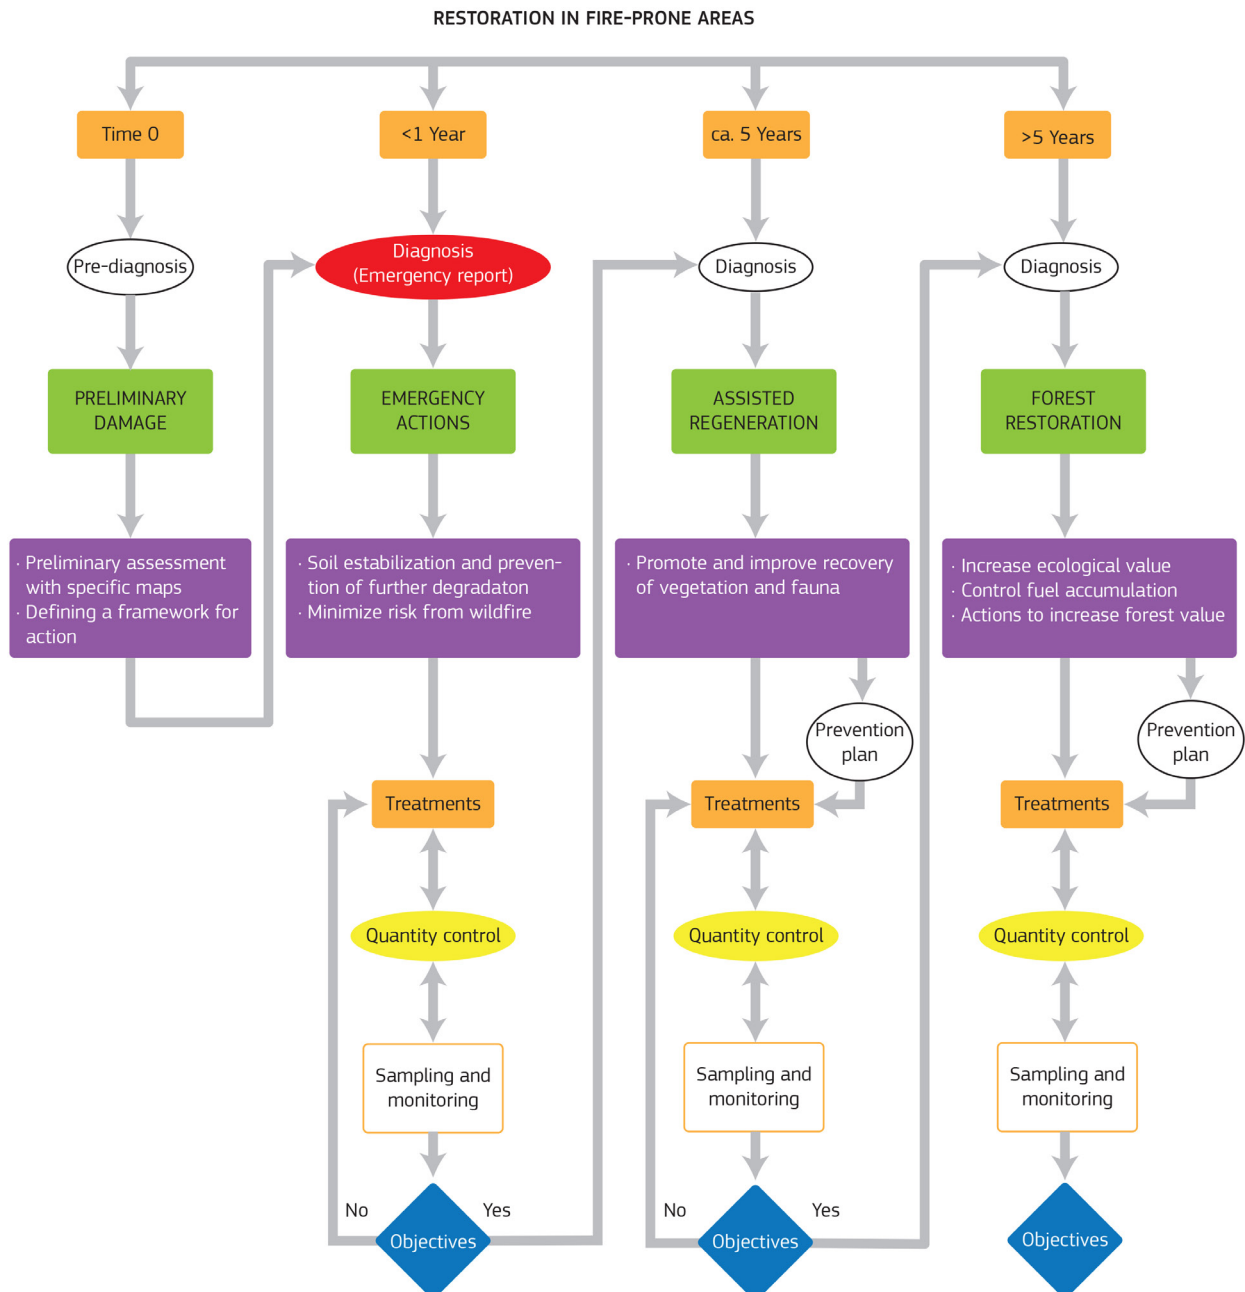 RESTORATION IN FIRE-PRONE AREAS
Time 0
<1 Year
ca. 5 Years
>5 Years
Pre-diagnosis
Diagnosis
(Emergency report)
Diagnosis
Diagnosis
PRELIMINARY
DAMAGE
EMERGENCY
ACTIONS
ASSISTED
REGENERATION
FOREST
RESTORATION
· Preliminary assessment
with specific maps
· Defining a framework for
action
· Soil estabilization and preven-
tion of further degradaton
· Minimize risk from wildfire
· Promote and improve recovery
of vegetation and fauna
· Increase ecological value
· Control fuel accumulation
· Actions to increase forest value
Prevention
plan
Prevention
plan
Treatments
Treatments
Treatments
Quantity control
Quantity control
Quantity control
Sampling and
monitoring
Sampling and
monitoring
Sampling and
monitoring
No
Yes
No
Yes
Objectives
Objectives
Objectives